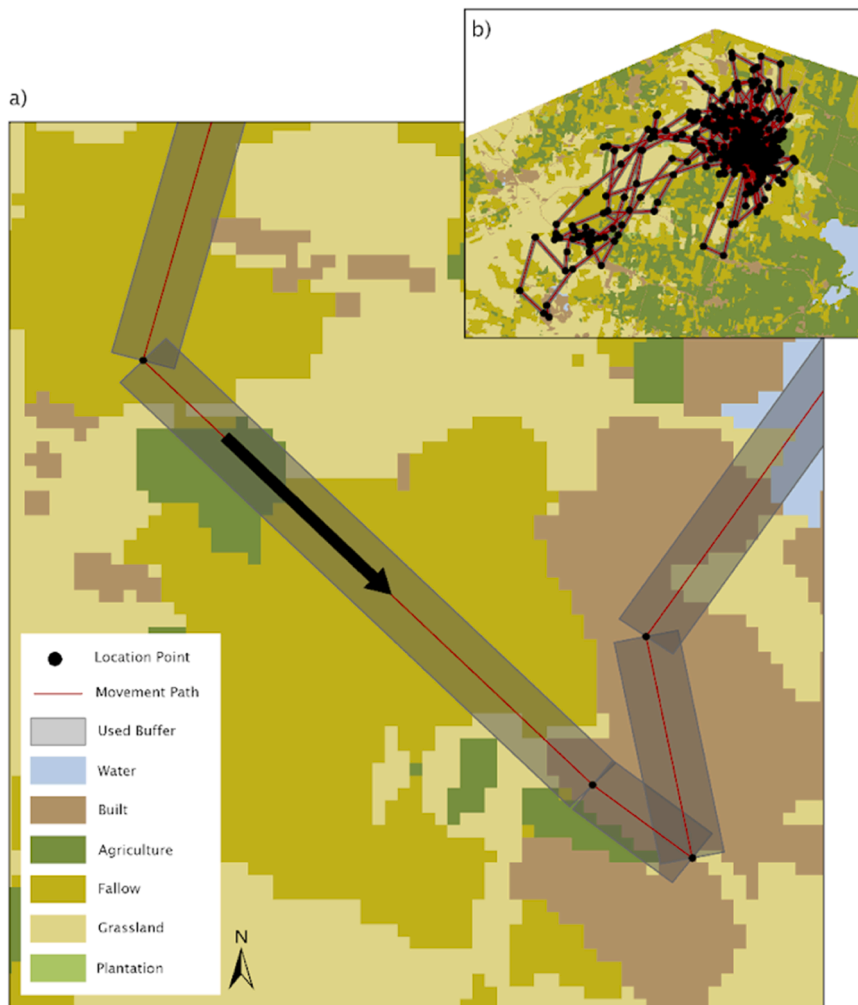 b)
a)
Location Point
Movement Path
Used Buffer
Water
Built
Agriculture
Fallow
Grassland
Plantation
N